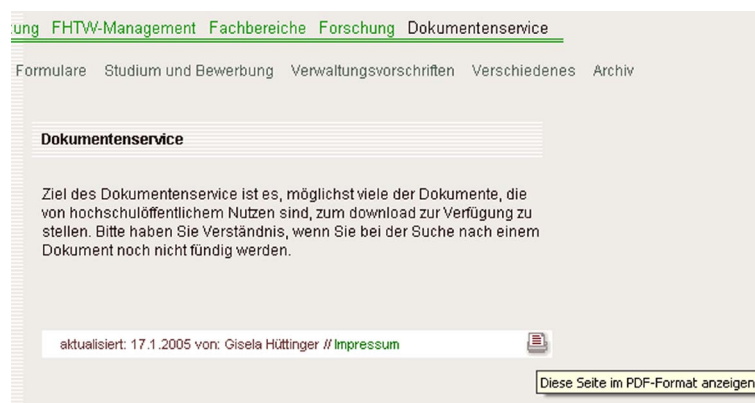 FHTW-Management Fachbereiche Forschung Dokumentenservice
Formulare Studium und Bewerbung Verwaltungsvorschriften Verschiedenes Archiv
Dokumentenservice
Ziel des Dokumentenservice ist es, möglichst viele der Dokumente, die
von hochschulöffentlichem Nutzen sind, zum download zur Verfügung zu
stellen. Bitte haben Sie Verständnis, wenn Sie bei der Suche nach einem
Dokument noch nicht fündig werden.
aktualisiert: 17.1.2005 von: Gisela Hüttinger // Impressum
Diese Seite im PDF-Format anzeigen